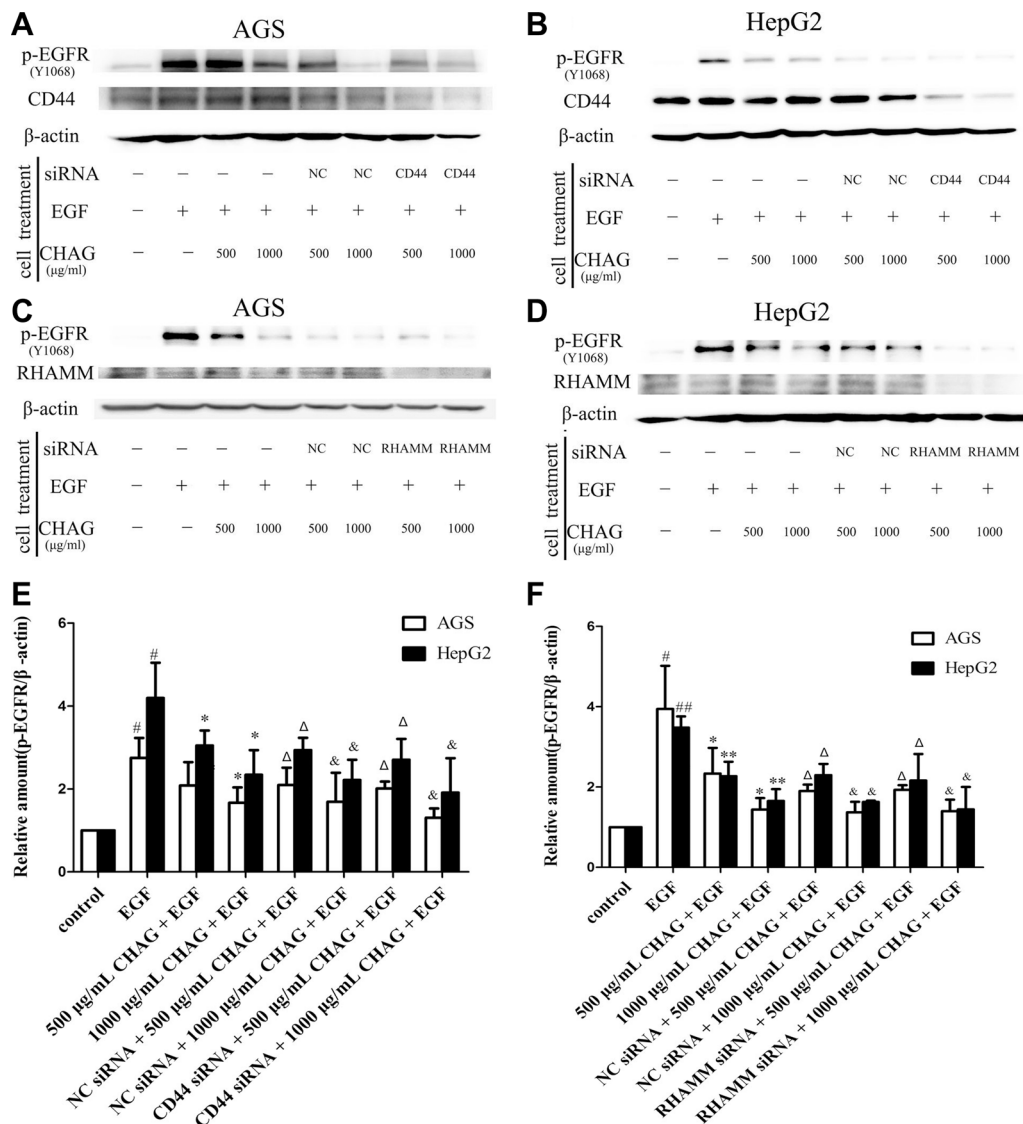 A
AGS
p-EGFR
(Y1068)
CD44
β-actin
cell treatment
siRNA − − − − NC NC CD44 CD44
EGF − + + + + + + +
CHAG − − 500 1000 500 1000 500 1000
(μg/ml)
B
HepG2
p-EGFR
(Y1068)
CD44
β-actin
cell treatment
siRNA − − − − NC NC CD44 CD44
EGF − + + + + + + +
CHAG − − 500 1000 500 1000 500 1000
(μg/ml)
C
AGS
p-EGFR
(Y1068)
RHAMM
β-actin
cell treatment
siRNA − − − − NC NC RHAMM RHAMM
EGF − + + + + + + +
CHAG − − 500 1000 500 1000 500 1000
(μg/ml)
D
HepG2
p-EGFR
(Y1068)
RHAMM
β-actin
cell treatment
siRNA − − − − NC NC RHAMM RHAMM
EGF − + + + + + + +
CHAG − − 500 1000 500 1000 500 1000
(μg/ml)
E
Relative amount(p-EGFR/β -actin)
6
4
2
0
AGS
HepG2
# # * * * Δ Δ & & Δ Δ & &
control
EGF
500 μg/mL CHAG + EGF
1000 μg/mL CHAG + EGF
NC siRNA + 500 μg/mL CHAG + EGF
NC siRNA + 1000 μg/mL CHAG + EGF
CD44 siRNA + 500 μg/mL CHAG + EGF
CD44 siRNA + 1000 μg/mL CHAG + EGF
F
Relative amount(p-EGFR/β -actin)
6
4
2
0
AGS
HepG2
# ## * ** * ** Δ Δ & & Δ Δ & &
control
EGF
500 μg/mL CHAG + EGF
1000 μg/mL CHAG + EGF
NC siRNA + 500 μg/mL CHAG + EGF
NC siRNA + 1000 μg/mL CHAG + EGF
RHAMM siRNA + 500 μg/mL CHAG + EGF
RHAMM siRNA + 1000 μg/mL CHAG + EGF